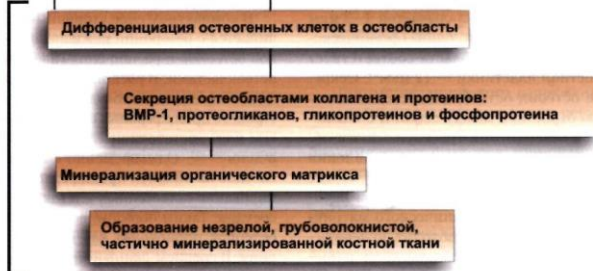 Дифференциация остеогенных клеток в остеобласты
Секреция остеобластами коллагена и протеинов:
ВМР-1, протеогликанов, гликопротеинов и фосфопротеина
Минерализация органического матрикса
Образование незрелой, грубоволокнистой,
частично минерализированной костной ткани